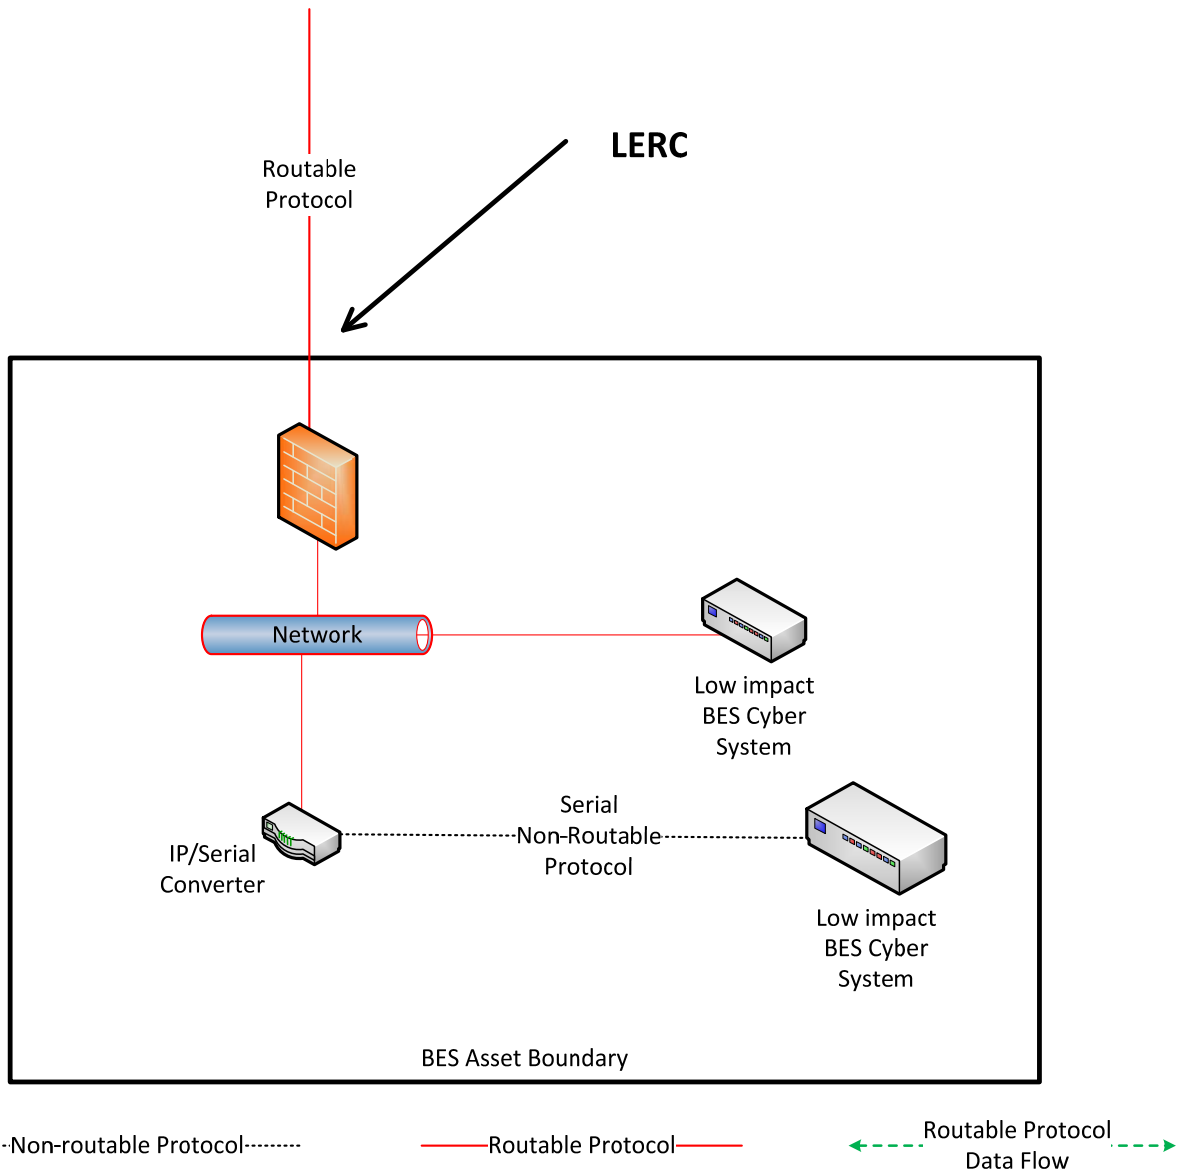 LERC
Routable
Protocol
Network
Low impact
BES Cyber
System
Serial
Non-Routable
Protocol
IP/Serial
Converter
Low impact
BES Cyber
System
BES Asset Boundary
Non-routable Protocol
Routable Protocol
Routable Protocol
Data Flow